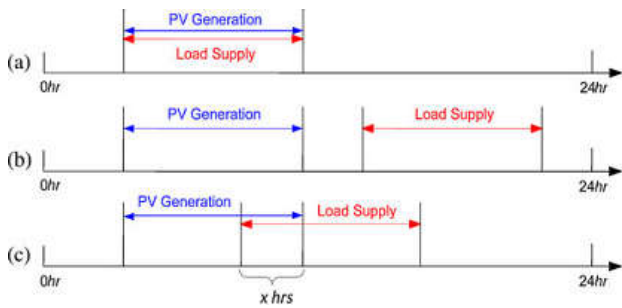 PV Generation
Load Supply
(a)
0hr
24hr
PV Generation
Load Supply
(b)
0hr
24hr
PV Generation
Load Supply
(c)
0hr
24hr
x hrs